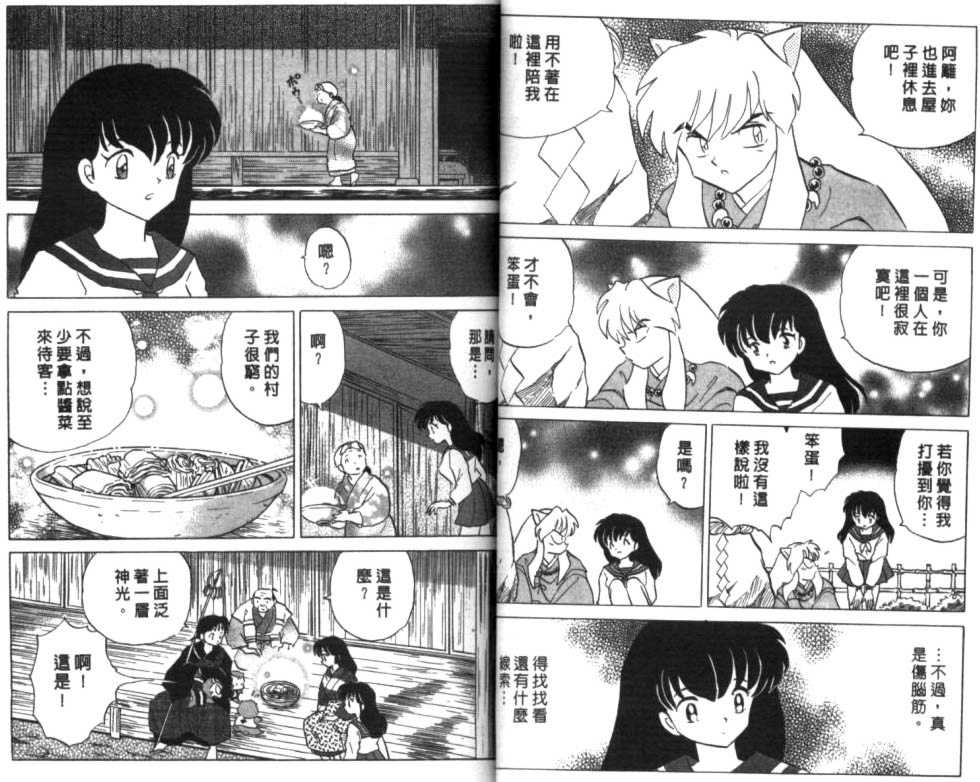 阿籬，妳
也進去屋
子裡休息
吧！
用不著在
這裡陪我
啦！
可是，你
一個人在
這裡很寂
寞吧！
才不會，
笨蛋！
若你覺得我
打擾到你…
笨蛋！
我沒有這
樣說啦！
是嗎？
…不過，真
是傷腦筋。
得找找看
還有什麼
線索…
ポウ
嗯？
請問，
那是…
啊？
我們的村
子很窮。
不過，想說至
少要拿點醬菜
來待客…
這是什
麼？
上面泛
著一層
神光。
啊！
這是！